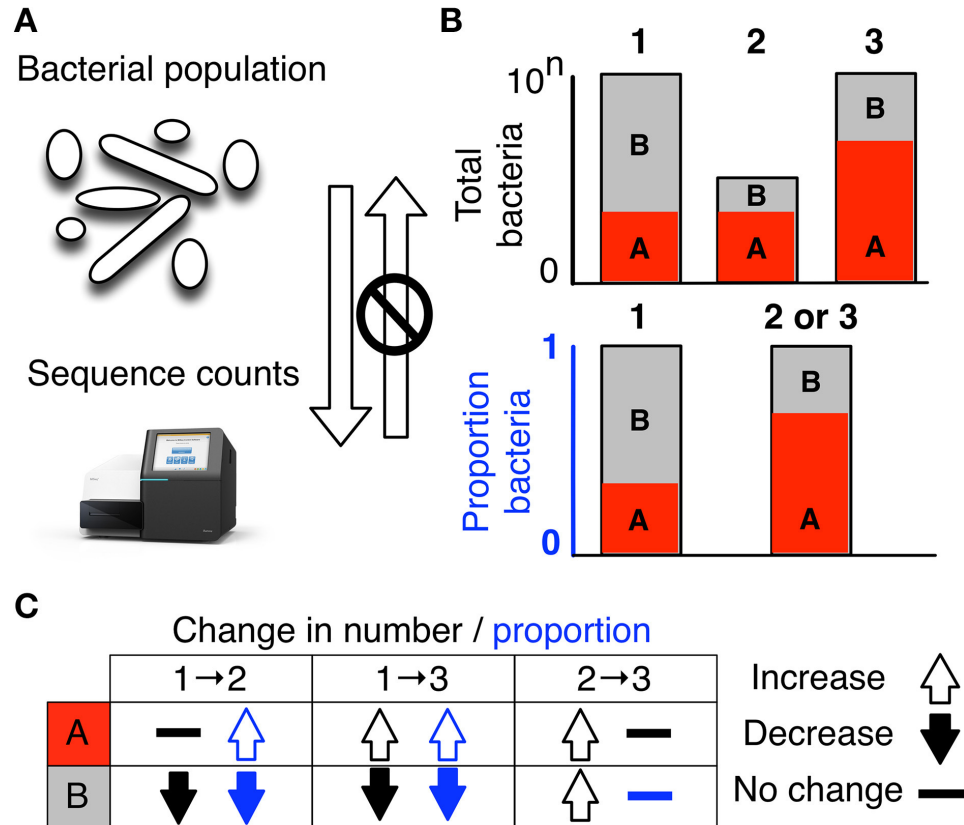 A
Bacterial population
Sequence counts
B
1 2 3
10n
Total
bacteria
0
B
A
B
A
B
A
1 2 or 3
1
Proportion
bacteria
0
B
A
B
A
C
Change in number / proportion
1→2 1→3 2→3
A
B
Increase
Decrease
No change